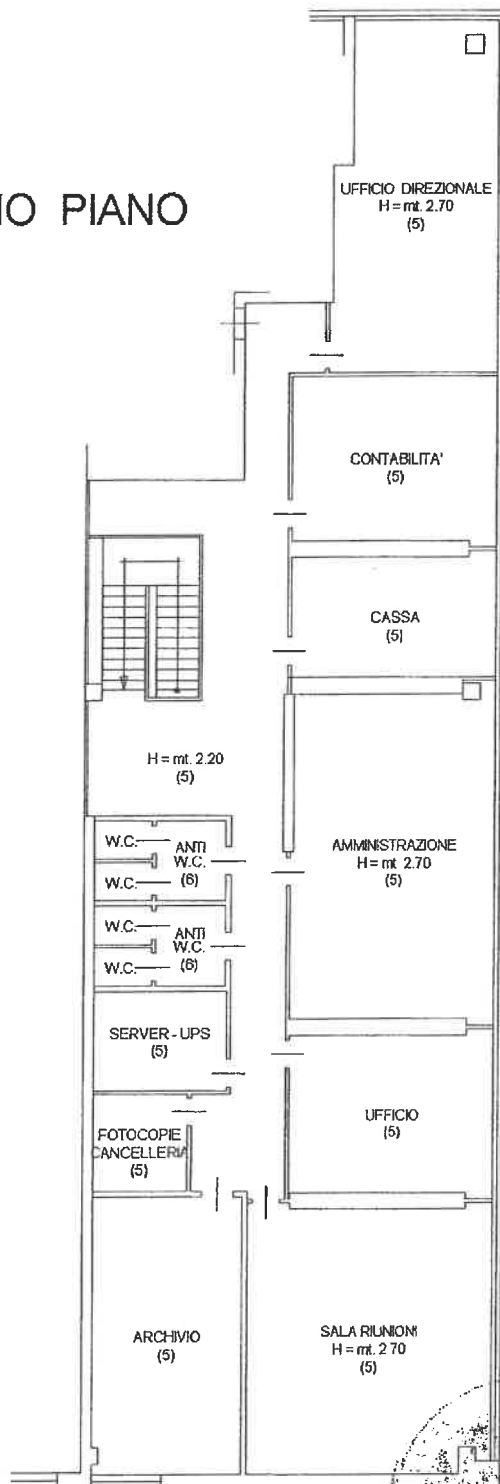 PIANO
UFFICIO DIREZIONALE
H = mt. 2.70
(5)
CONTABILITA'
(5)
CASSA
(5)
H = mt. 2.20
(5)
W.C.
ANTI
W.C.
(6)
W.C.
W.C.
ANTI
W.C.
(6)
W.C.
AMMINISTRAZIONE
H = mt 2.70
(5)
SERVER - UPS
(5)
UFFICIO
(5)
FOTOCOPIE
CANCELLERIA
(5)
ARCHIVIO
(5)
SALA RIUNIONI
H = mt. 2 70
(5)